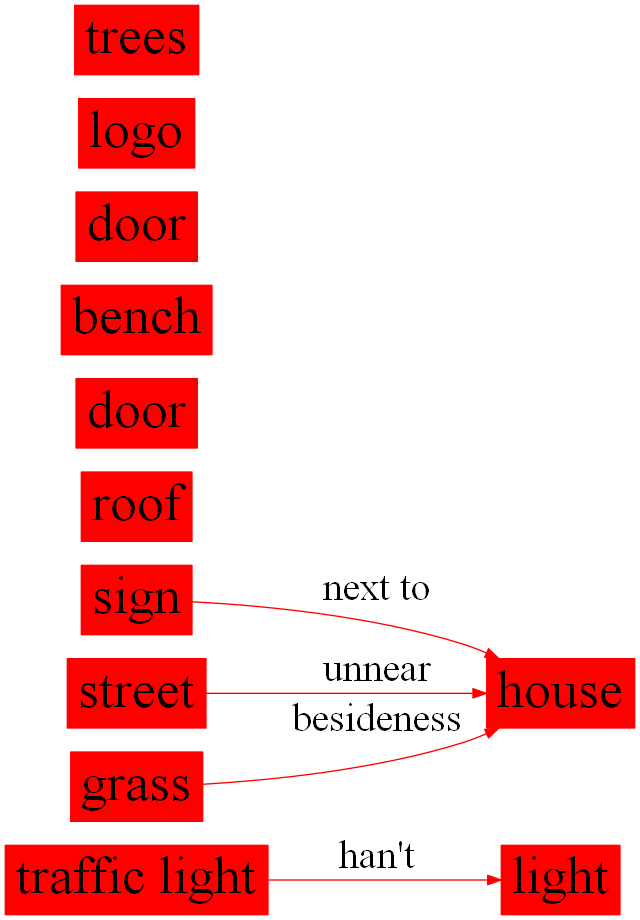 trees
logo
door
bench
door
roof
sign
next to
street
unnear
house
besideness
grass
traffic light
han't
light